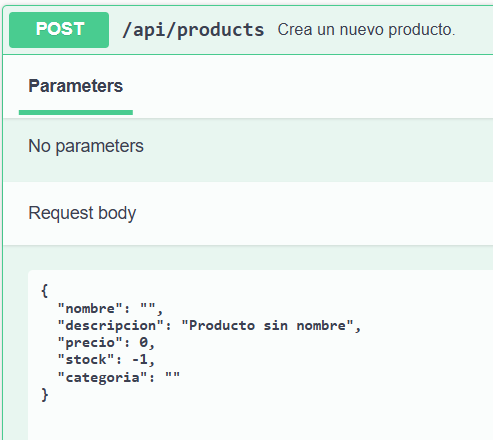 POST /api/products Crea un nuevo producto.
Parameters
No parameters
Request body
{
  "nombre": "",
  "descripcion": "Producto sin nombre",
  "precio": 0,
  "stock": -1,
  "categoria": ""
}